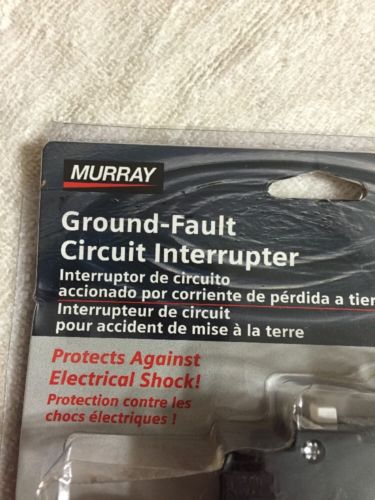 MURRAY
Ground-Fault
Circuit Interrupter
Interruptor de circuito
accionado por corriente de pérdida a tier
Interrupteur de circuit
pour accident de mise à la terre
Protects Against
Electrical Shock!
Protection contre les
chocs électriques !